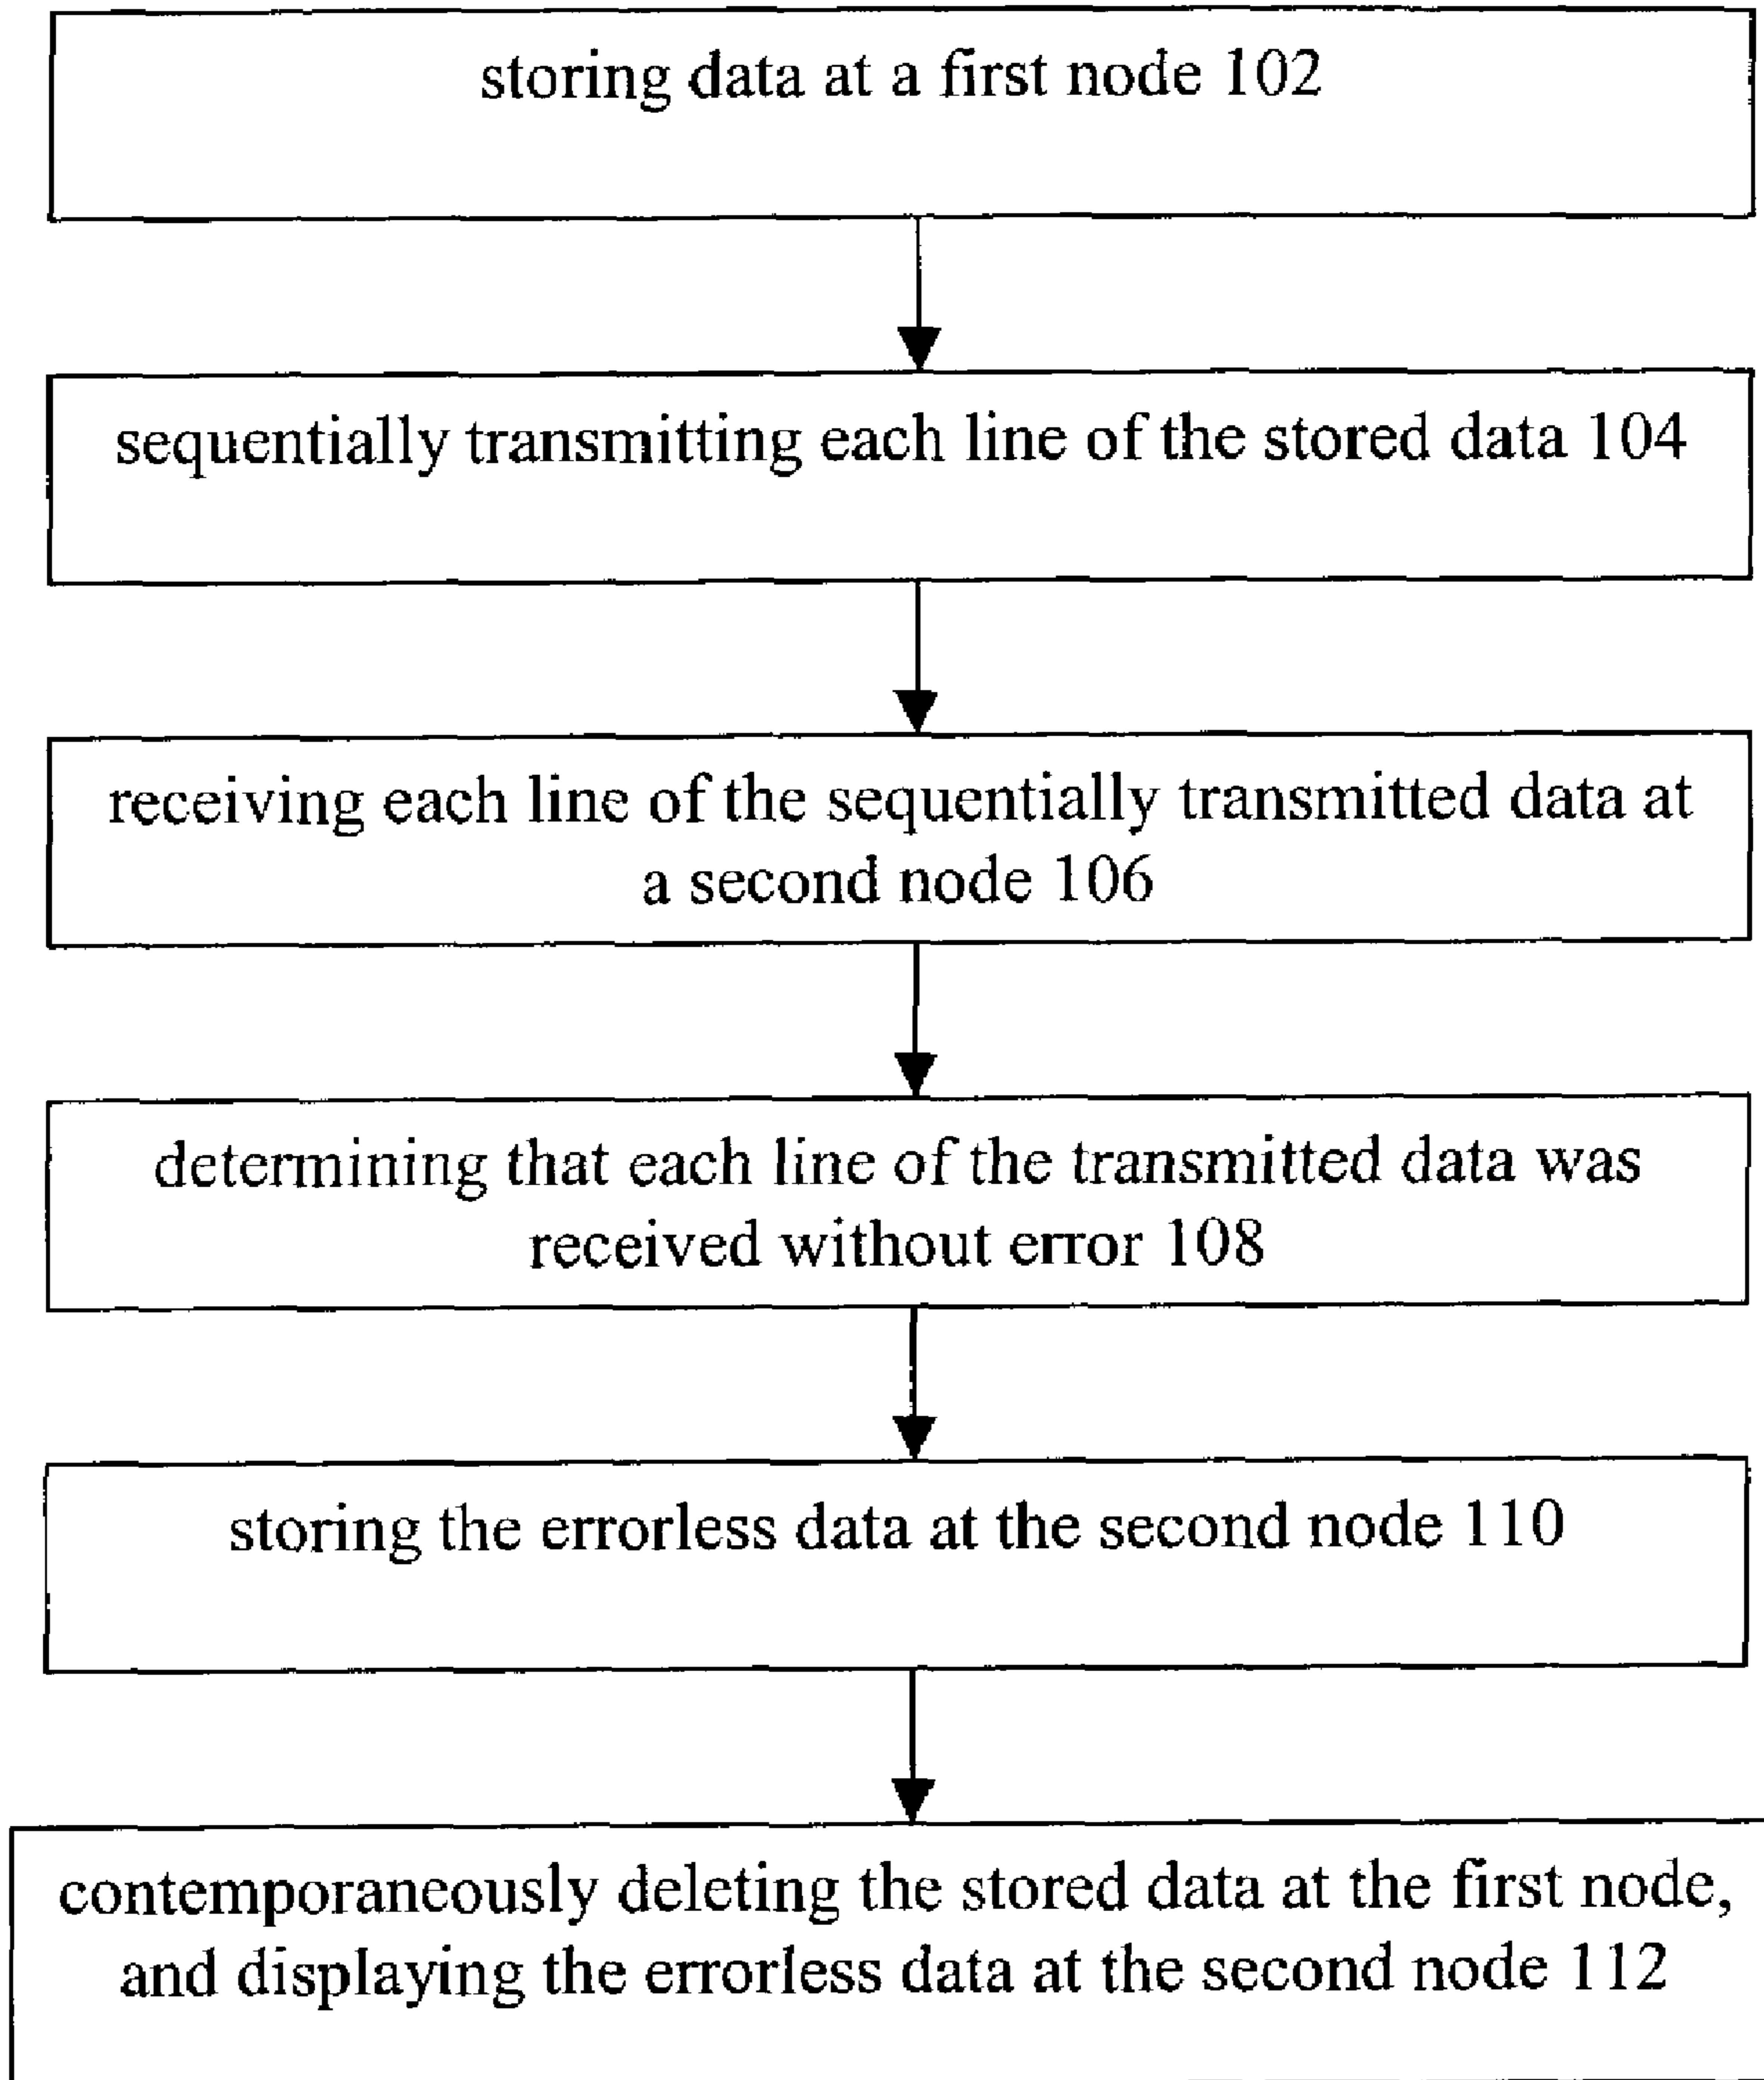 storing data at a first node 102
sequentially transmitting each line of the stored data 104
receiving each line of the sequentially transmitted data at
a second node 106
determining that each line of the transmitted data was
received without error 108
storing the errorless data at the second node 110
contemporaneously deleting the stored data at the first node,
and displaying the errorless data at the second node 112